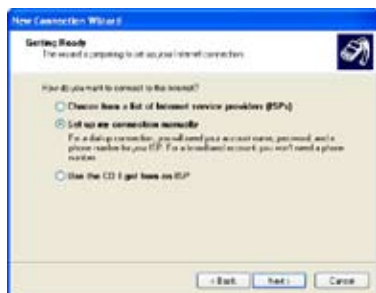 New Connection Wizard
Getting Ready
The wizard is preparing to set up your Internet connection.
How do you want to connect to the Internet?
Choose from a list of Internet service providers (ISPs)
Set up my connection manually
For a dial-up connection, you will need your account name, password, and a
phone number for your ISP. For a broadband account, you won't need a phone
number.
Use the CD I got from an ISP
< Back
Next >
Cancel